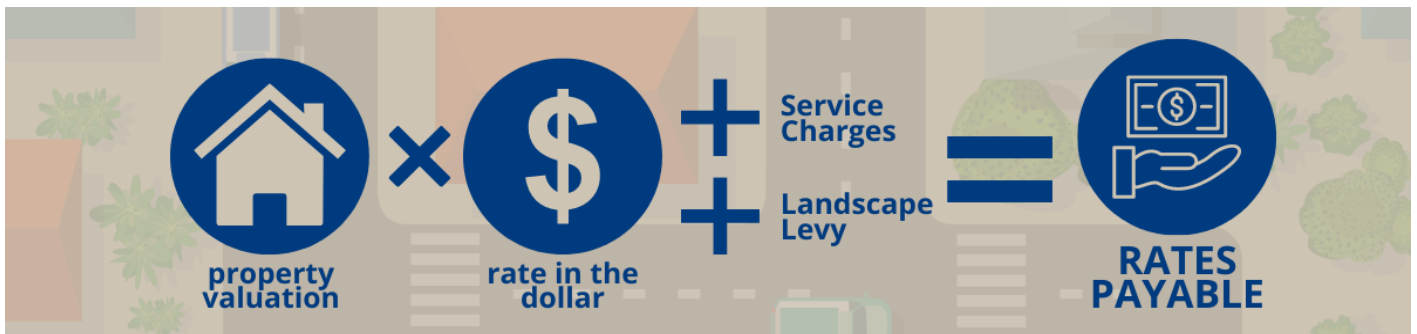 property
valuation
×
$
rate in the
dollar
+
Service
Charges
+
Landscape
Levy
=
$
RATES
PAYABLE